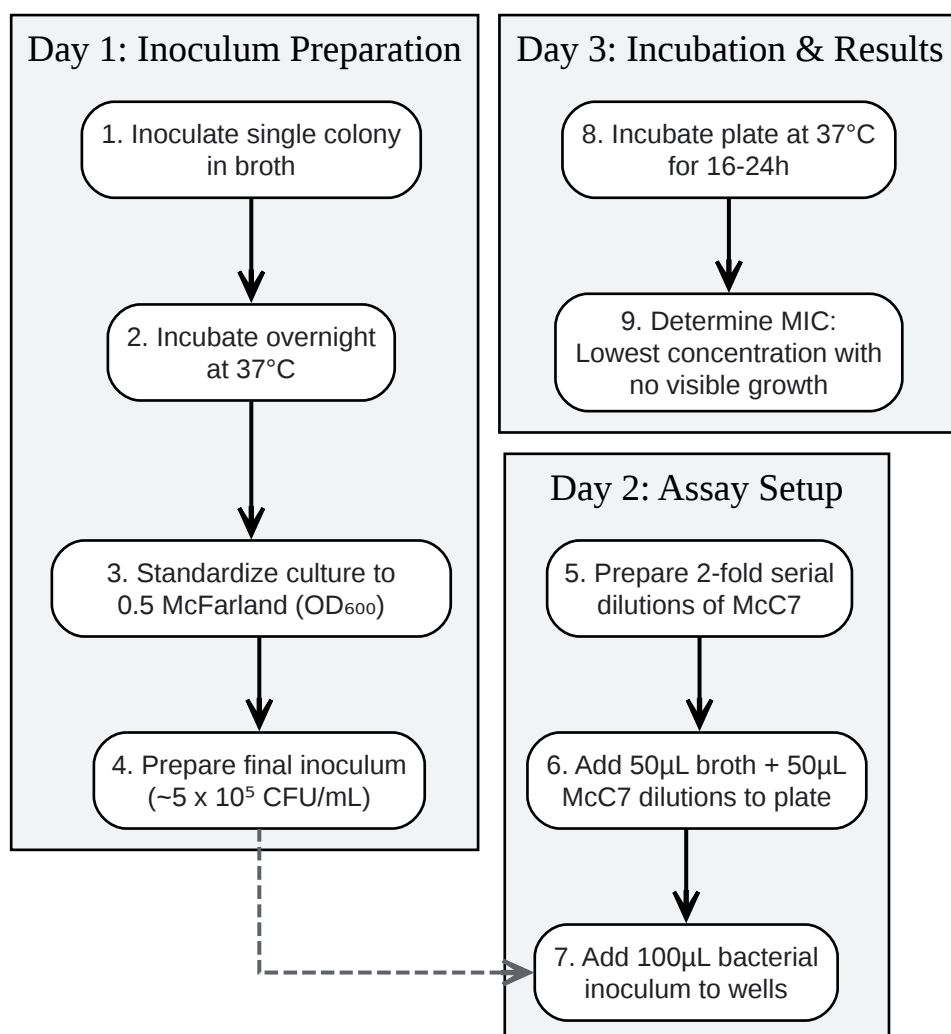 Day 1: Inoculum Preparation
1. Inoculate single colony
in broth
2. Incubate overnight
at 37°C
3. Standardize culture to
0.5 McFarland (OD₆₀₀)
4. Prepare final inoculum
(~5 x 10⁵ CFU/mL)
Day 3: Incubation & Results
8. Incubate plate at 37°C
for 16-24h
9. Determine MIC:
Lowest concentration with
no visible growth
Day 2: Assay Setup
5. Prepare 2-fold serial
dilutions of McC7
6. Add 50µL broth + 50µL
McC7 dilutions to plate
7. Add 100µL bacterial
inoculum to wells